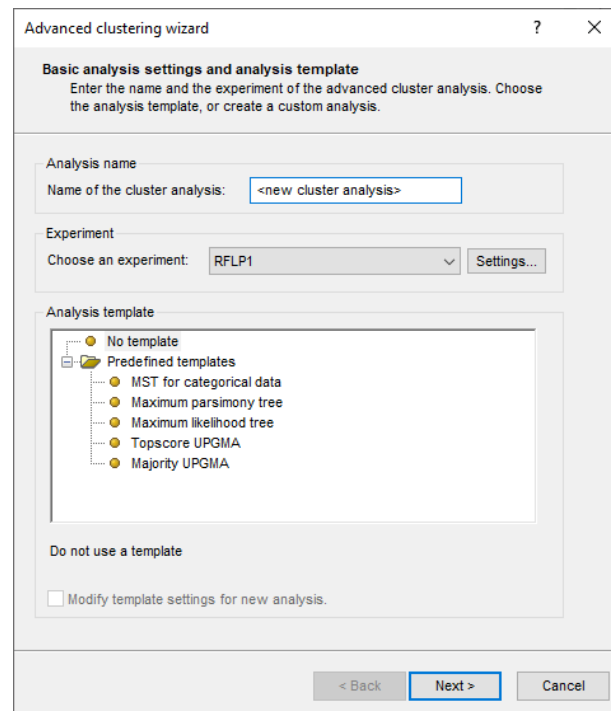 Advanced clustering wizard ?
Basic analysis settings and analysis template
Enter the name and the experiment of the advanced cluster analysis. Choose
the analysis template, or create a custom analysis.
Analysis name
Name of the cluster analysis: <new cluster analysis>
Experiment
Choose an experiment: RFLP1 Settings...
Analysis template
No template
Predefined templates
MST for categorical data
Maximum parsimony tree
Maximum likelihood tree
Topscore UPGMA
Majority UPGMA
Do not use a template
Modify template settings for new analysis.
< Back Next > Cancel